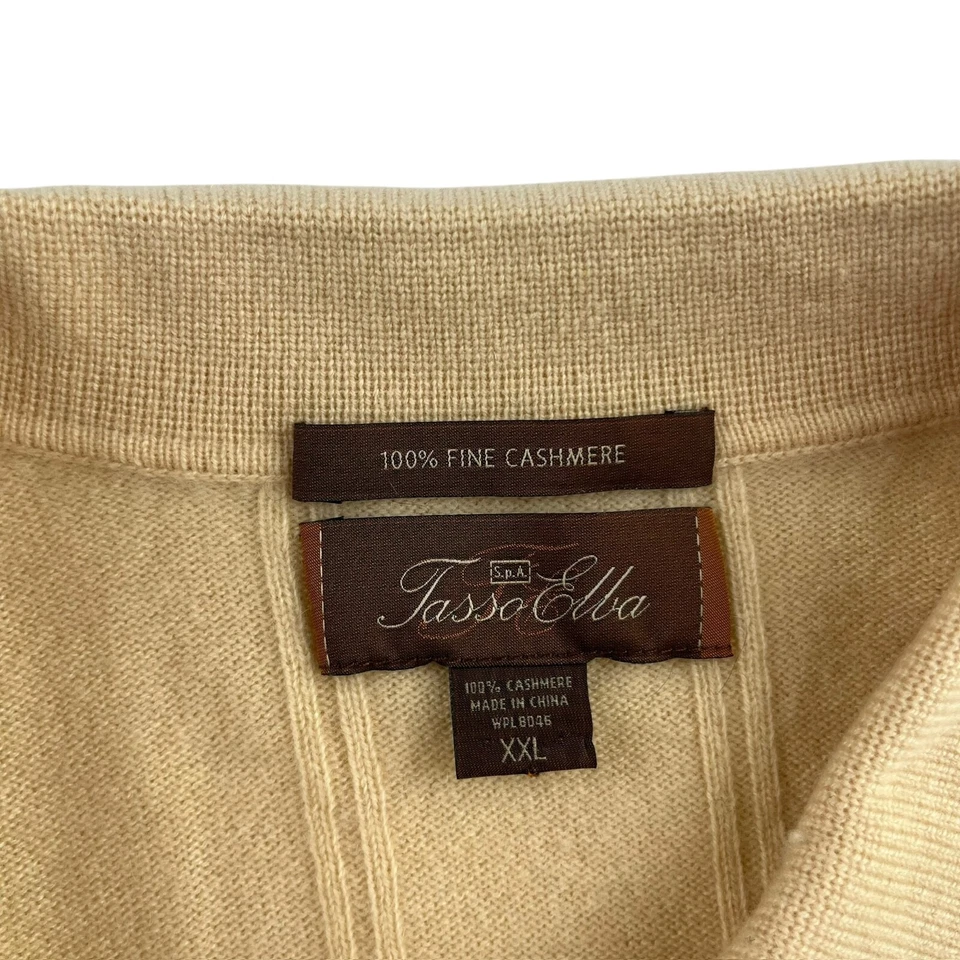 100% FINE CASHMERE
S.p.A.
Tasso Elba
100% CASHMERE
MADE IN CHINA
WPL8046
XXL